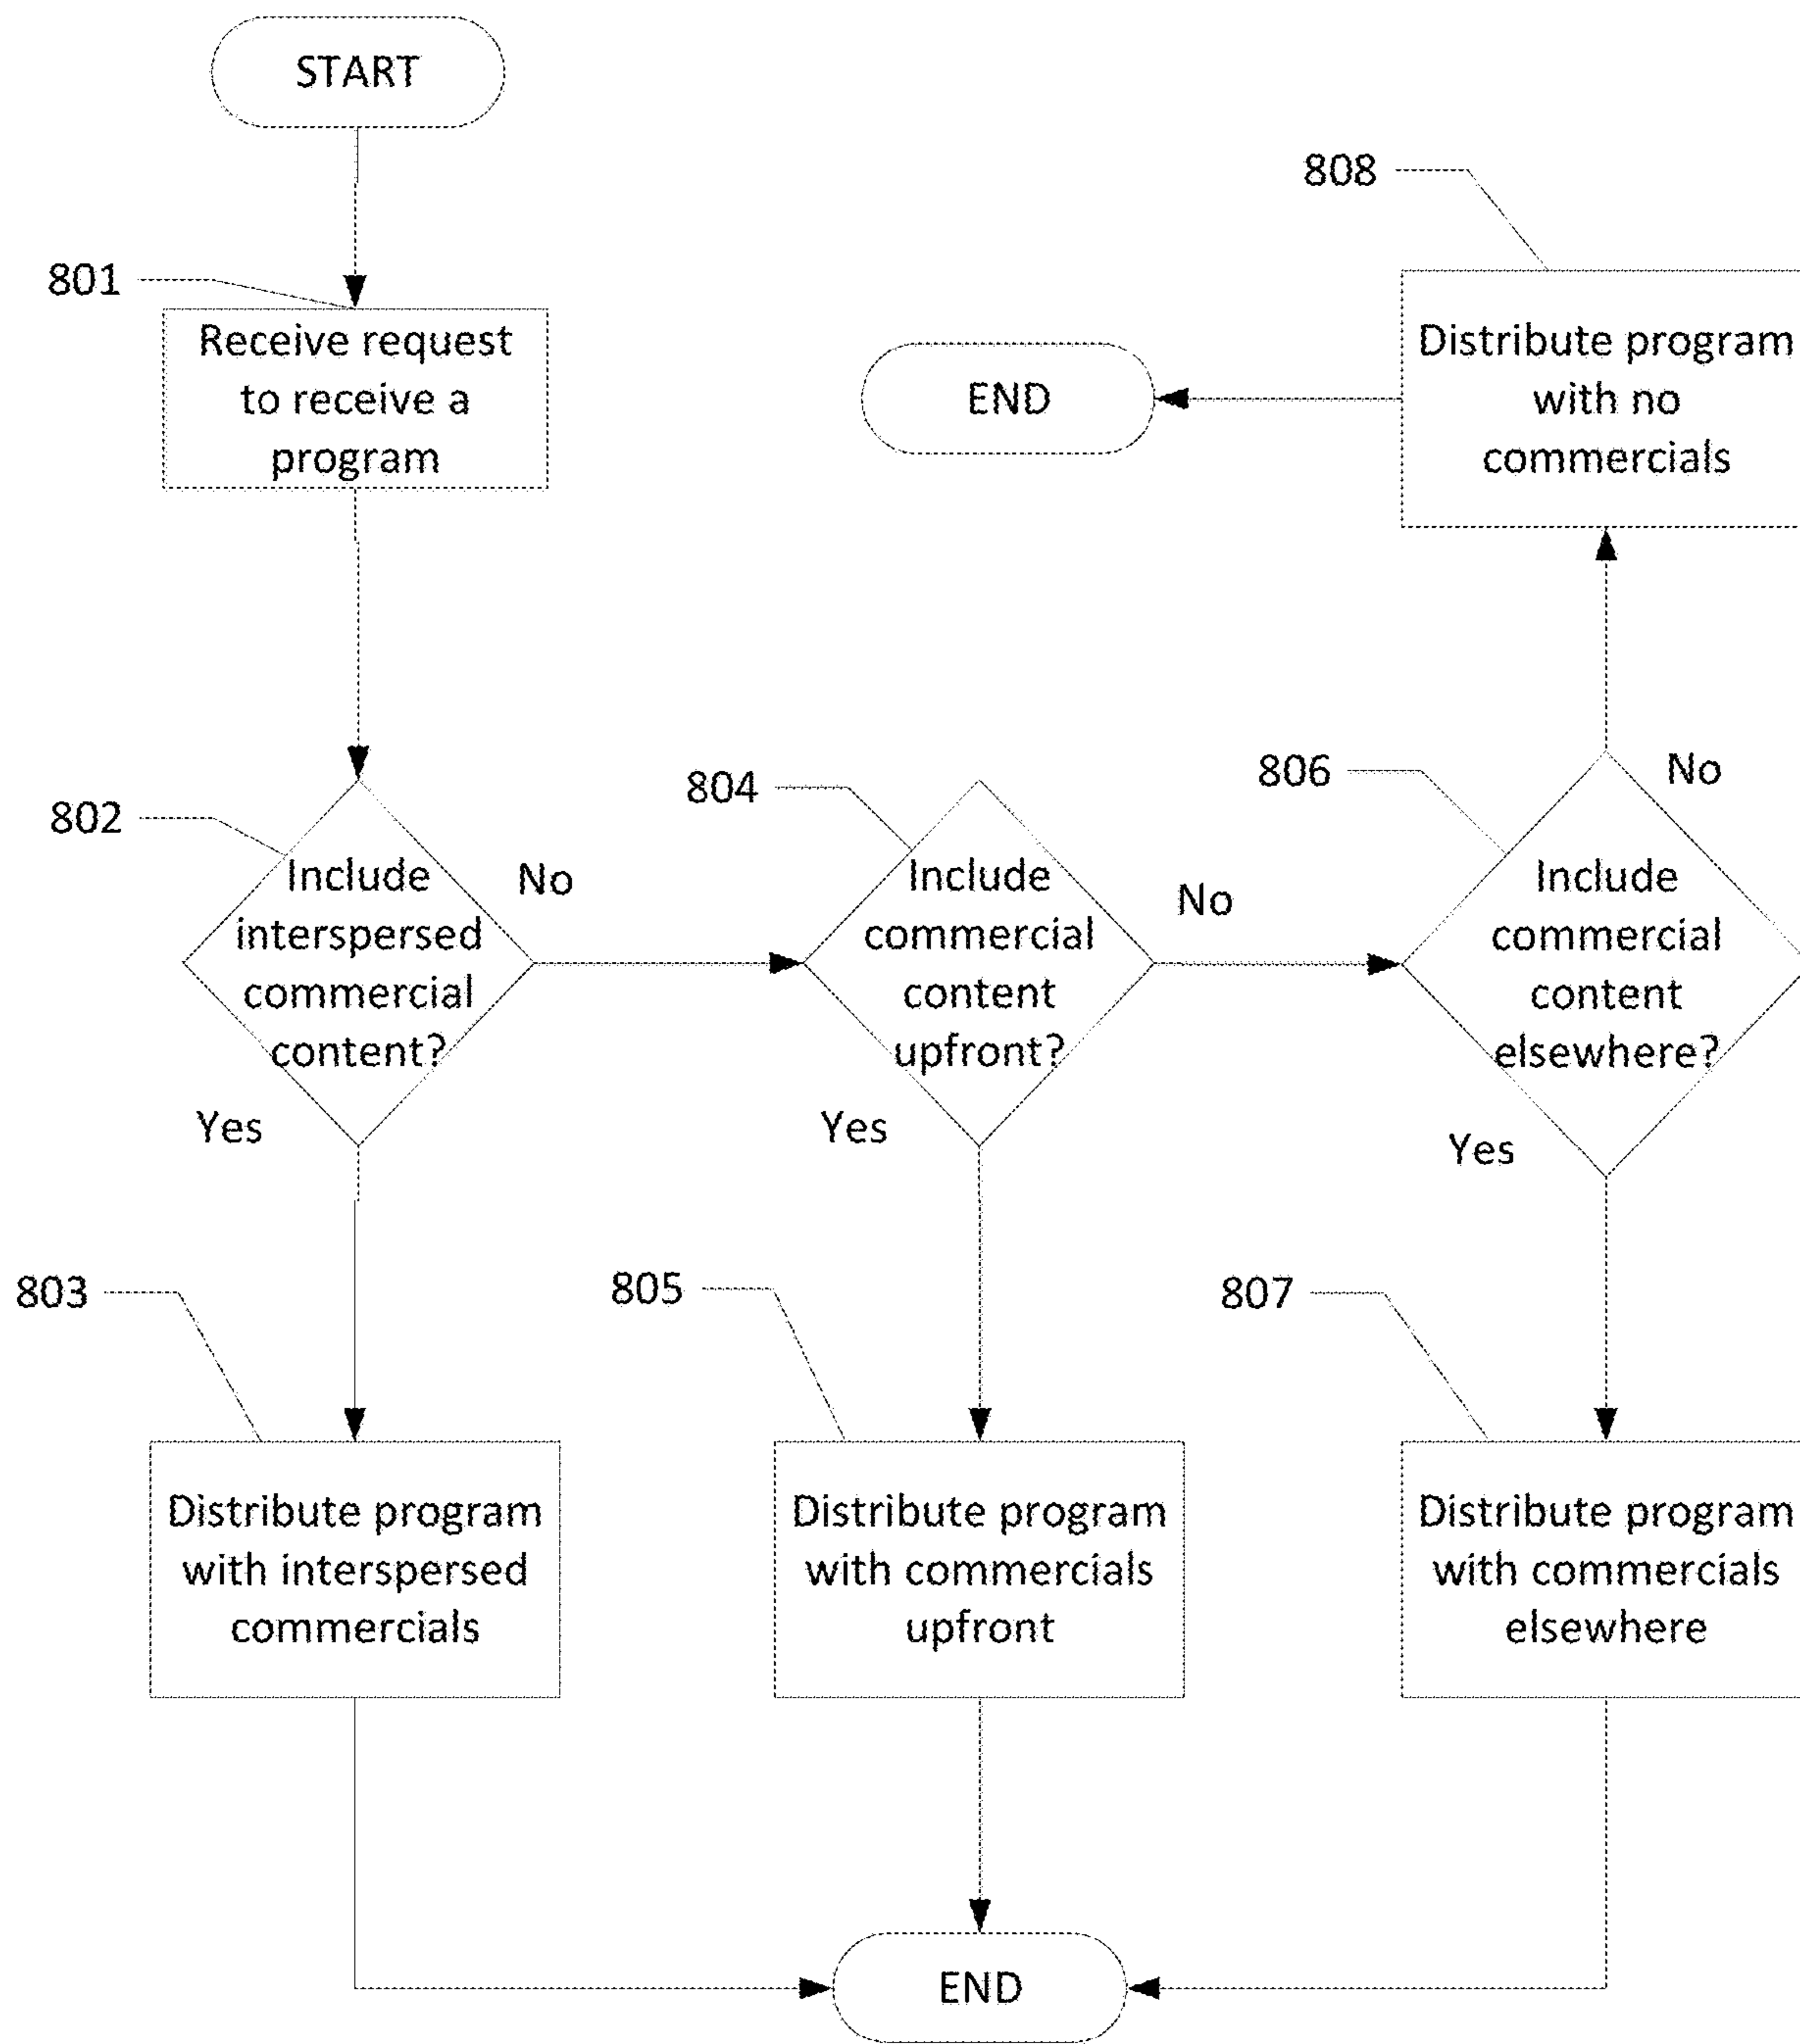 START
801
Receive request
to receive a
program
808
Distribute program
with no
commercials
END
802
Include
interspersed
commercial
content?
No
Yes
804
Include
commercial
content
upfront?
No
Yes
806
Include
commercial
content
elsewhere?
No
Yes
803
Distribute program
with interspersed
commercials
805
Distribute program
with commercials
upfront
807
Distribute program
with commercials
elsewhere
END